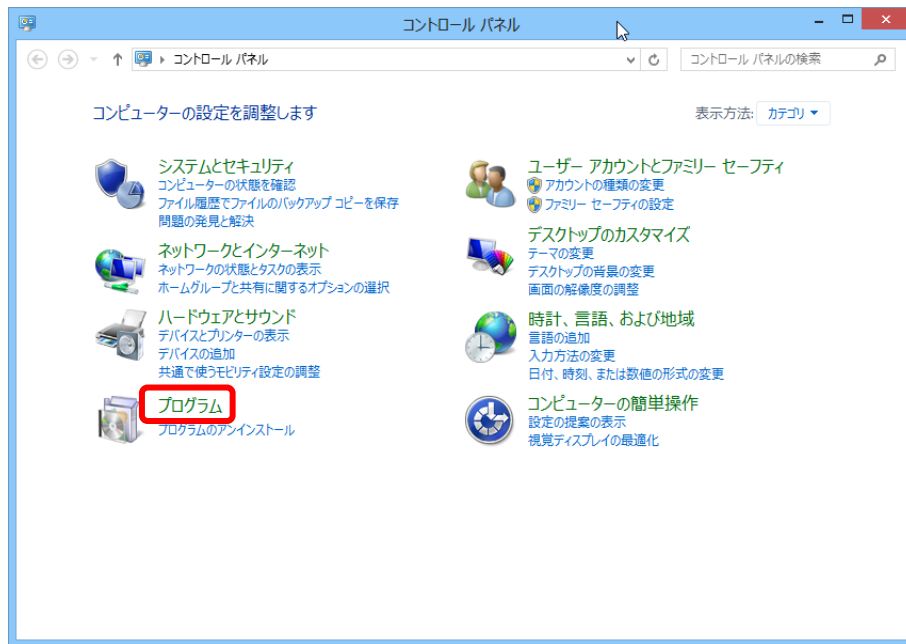 コントロール パネル
コントロール パネル
コントロール パネルの検索
コンピューターの設定を調整します
表示方法: カテゴリ
システムとセキュリティ
コンピューターの状態を確認
ファイル履歴でファイルのバックアップ コピーを保存
問題の発見と解決
ネットワークとインターネット
ネットワークの状態とタスクの表示
ホームグループと共有に関するオプションの選択
ハードウェアとサウンド
デバイスとプリンターの表示
デバイスの追加
共通で使うモビリティ設定の調整
プログラム
プログラムのアンインストール
ユーザー アカウントとファミリー セーフティ
アカウントの種類の変更
ファミリー セーフティの設定
デスクトップのカスタマイズ
テーマの変更
デスクトップの背景の変更
画面の解像度の調整
時計、言語、および地域
言語の追加
入力方法の変更
日付、時刻、または数値の形式の変更
コンピューターの簡単操作
設定の提案の表示
視覚ディスプレイの最適化